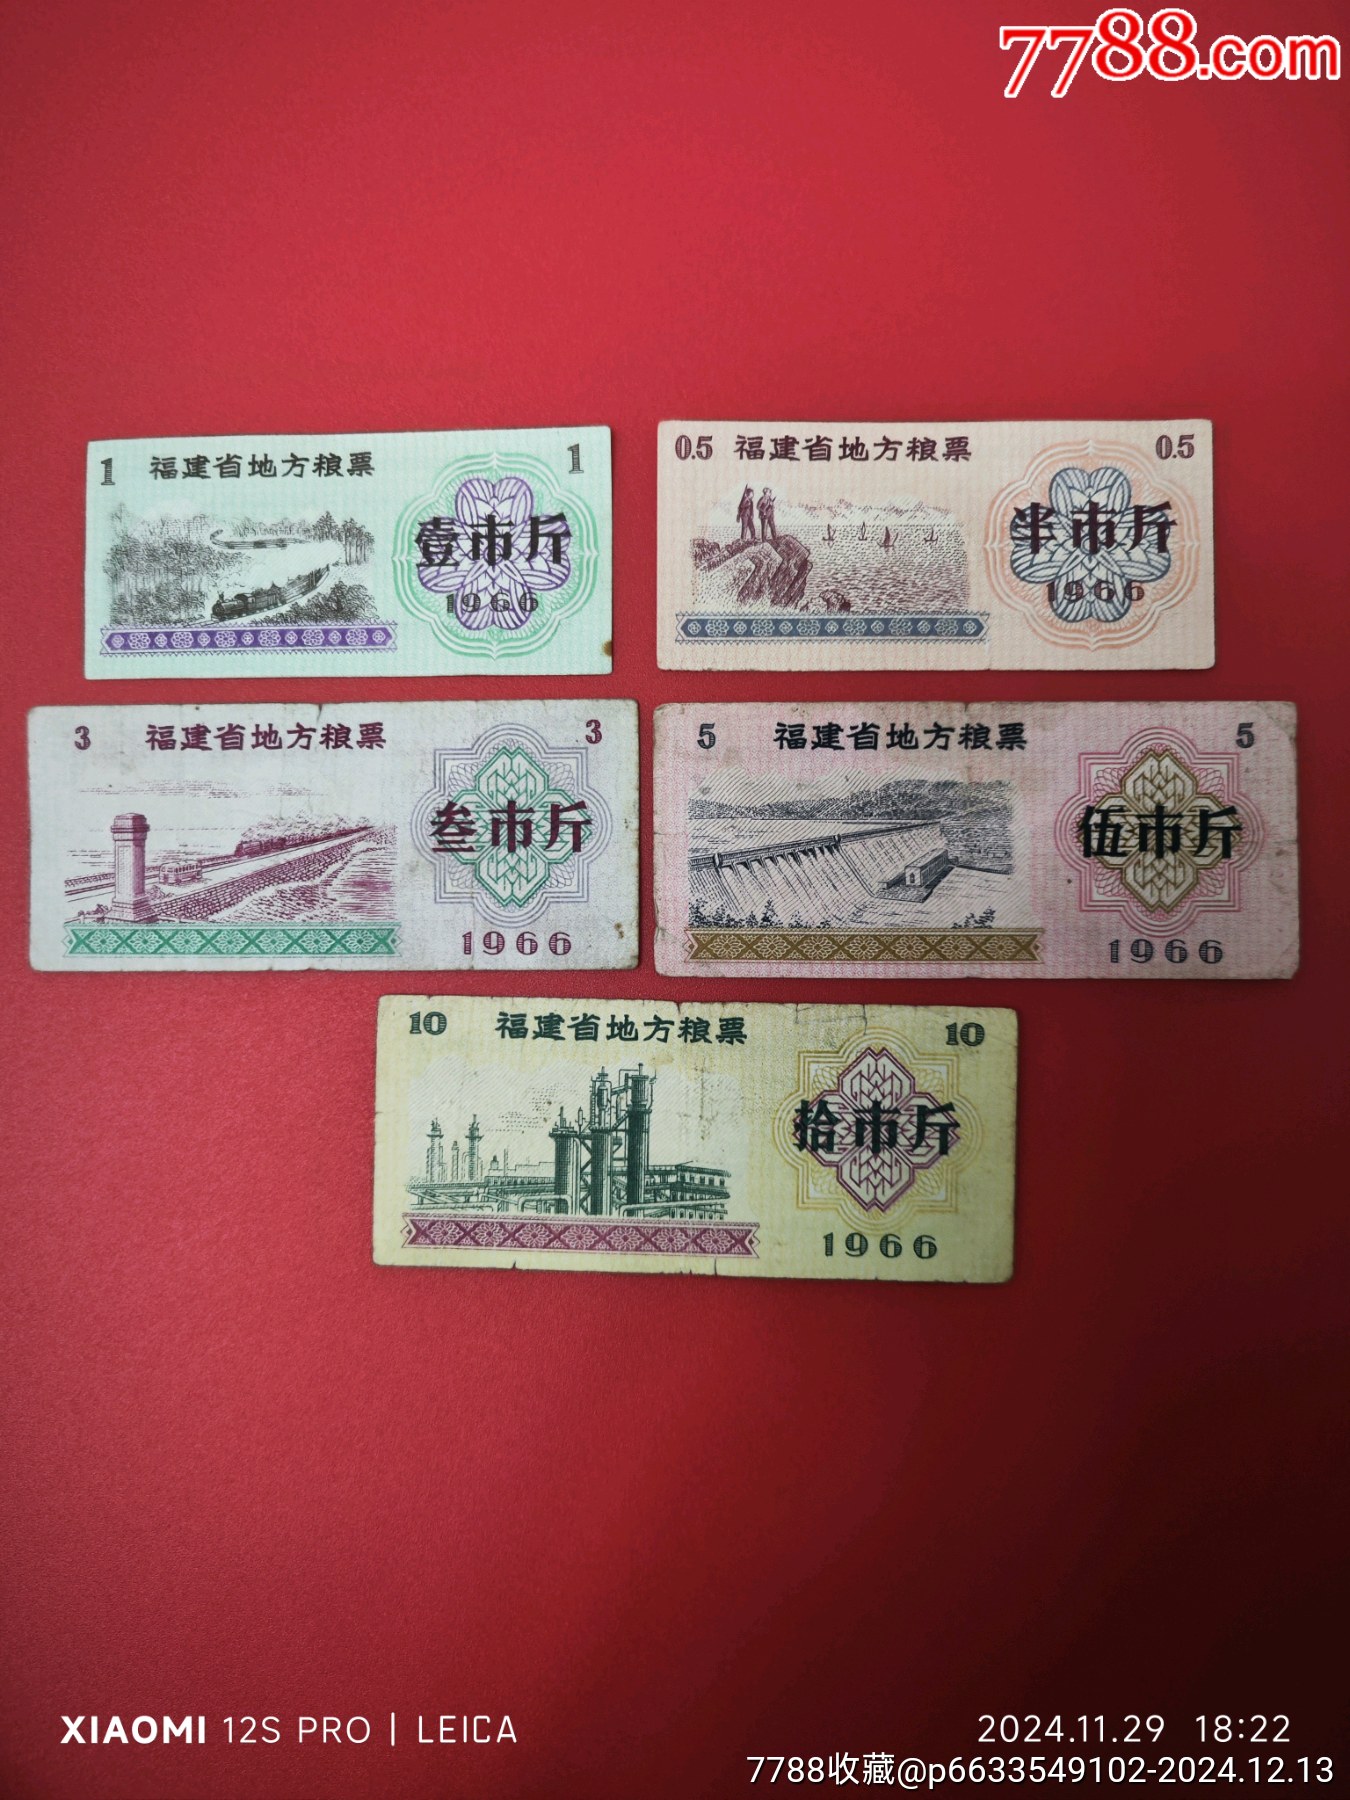 7788.com
1 福建省地方粮票 1
壹市斤
1966
0.5 福建省地方粮票 0.5
半市斤
1966
3 福建省地方粮票 3
叁市斤
1966
5 福建省地方粮票 5
伍市斤
1966
10 福建省地方粮票 10
拾市斤
1966
XIAOMI 12S PRO | LEICA
2024.11.29 18:22
7788收藏@p6633549102-2024.12.13